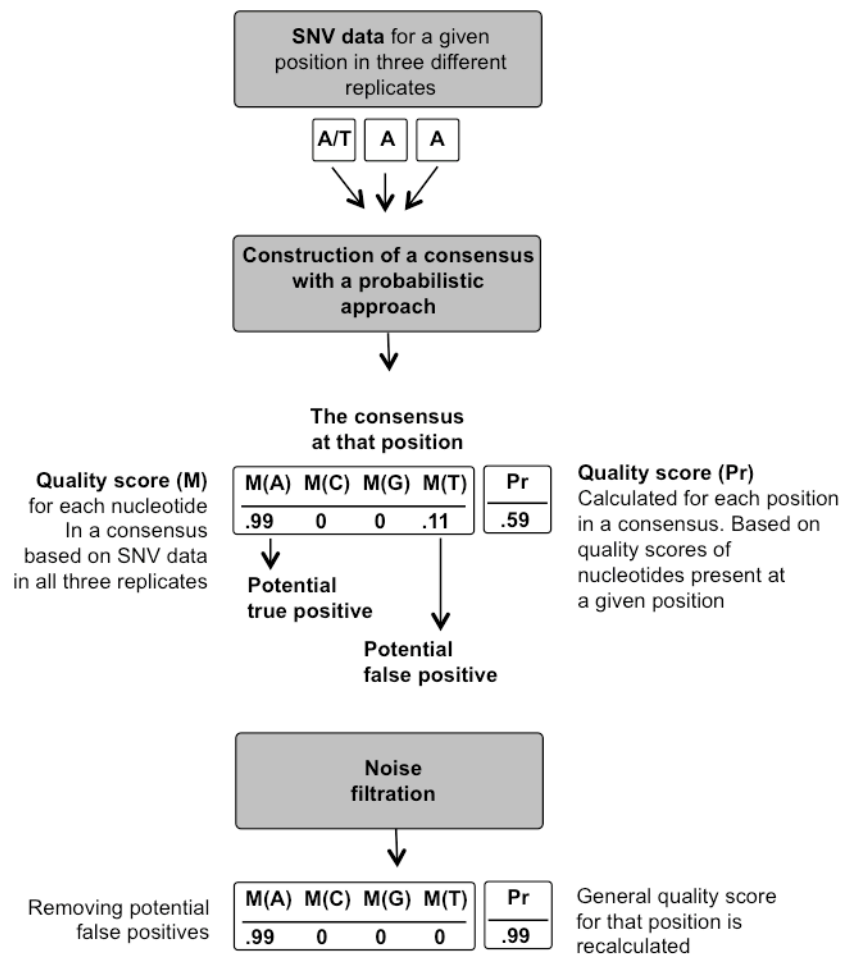 SNV data for a given
position in three different
replicates
A/T A A
Construction of a consensus
with a probabilistic
approach
The consensus
at that position
Quality score (M)
for each nucleotide
In a consensus
based on SNV data
in all three replicates
M(A) M(C) M(G) M(T) Pr
.99 0 0 .11 .59
Quality score (Pr)
Calculated for each position
in a consensus. Based on
quality scores of
nucleotides present at
a given position
Potential
true positive
Potential
false positive
Noise
filtration
Removing potential
false positives
M(A) M(C) M(G) M(T) Pr
.99 0 0 0 .99
General quality score
for that position is
recalculated